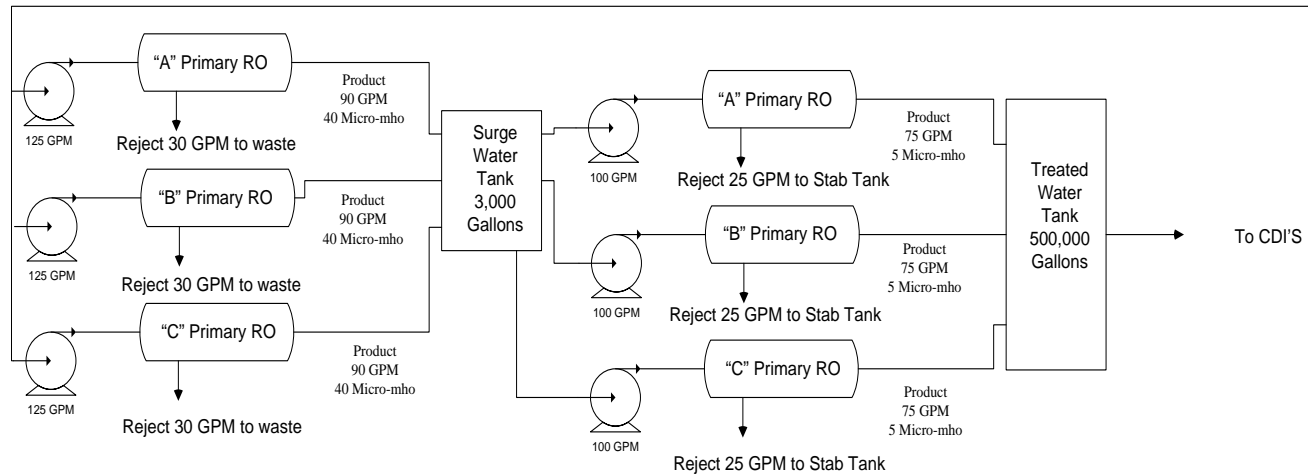 “A” Primary RO
Product
90 GPM
40 Micro-mho
125 GPM
Reject 30 GPM to waste
“B” Primary RO
Product
90 GPM
40 Micro-mho
125 GPM
Reject 30 GPM to waste
“C” Primary RO
Product
90 GPM
40 Micro-mho
125 GPM
Reject 30 GPM to waste
Surge
Water
Tank
3,000
Gallons
“A” Primary RO
Product
75 GPM
5 Micro-mho
100 GPM
Reject 25 GPM to Stab Tank
“B” Primary RO
Product
75 GPM
5 Micro-mho
100 GPM
Reject 25 GPM to Stab Tank
“C” Primary RO
Product
75 GPM
5 Micro-mho
100 GPM
Reject 25 GPM to Stab Tank
Treated
Water
Tank
500,000
Gallons
To CDI’S